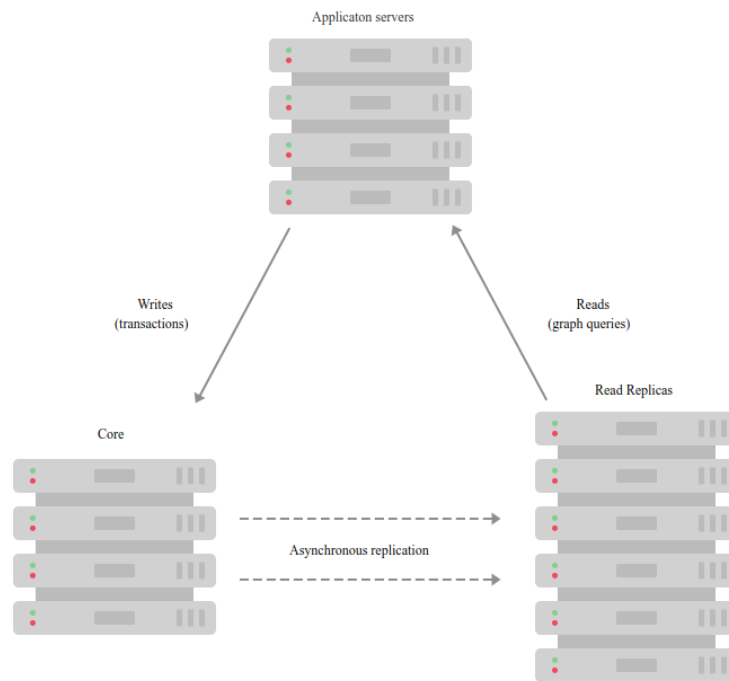 Applicaton servers
Writes
(transactions)
Reads
(graph queries)
Read Replicas
Core
Asynchronous replication